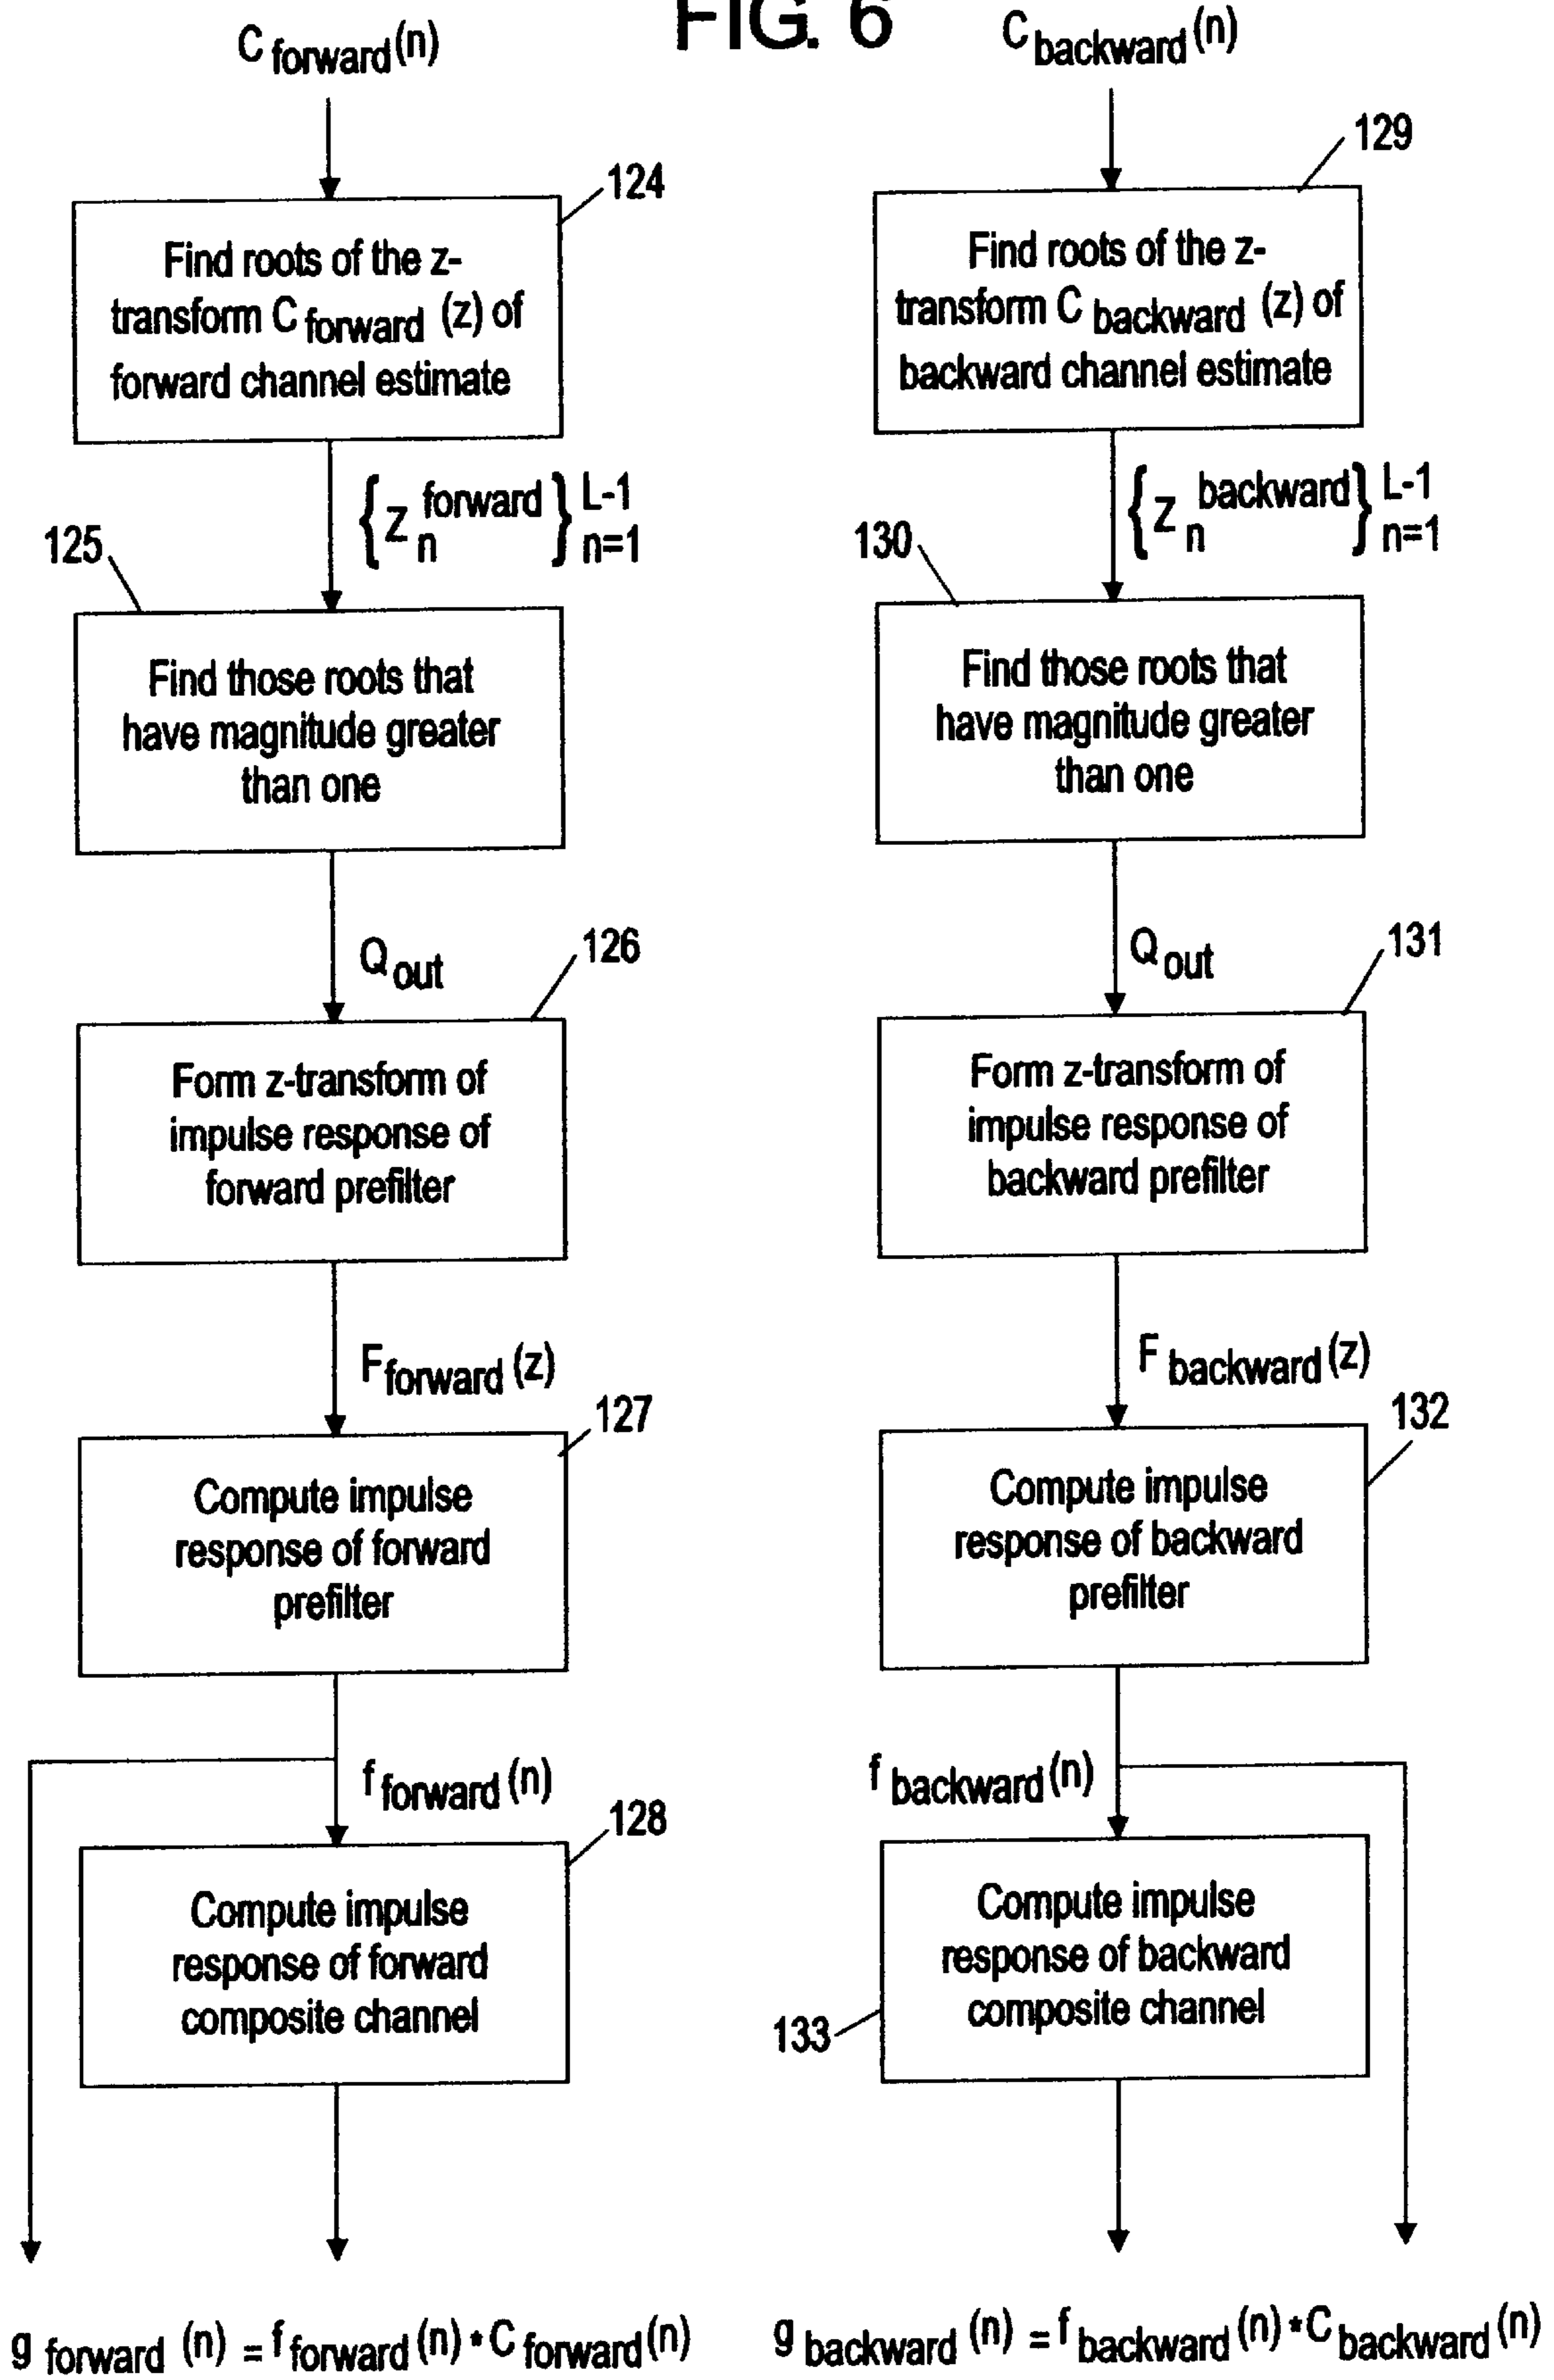 FIG. 6
C forward (n)
124
Find roots of the z-
transform C forward (z) of
forward channel estimate
{ z n forward } L-1 n=1
125
Find those roots that
have magnitude greater
than one
Q out
126
Form z-transform of
impulse response of
forward prefilter
F forward (z)
127
Compute impulse
response of forward
prefilter
f forward (n)
128
Compute impulse
response of forward
composite channel
g forward (n) = f forward (n) * C forward (n)
C backward (n)
129
Find roots of the z-
transform C backward (z) of
backward channel estimate
{ z n backward } L-1 n=1
130
Find those roots that
have magnitude greater
than one
Q out
131
Form z-transform of
impulse response of
backward prefilter
F backward (z)
132
Compute impulse
response of backward
prefilter
f backward (n)
Compute impulse
response of backward
composite channel
133
g backward (n) = f backward (n) * C backward (n)